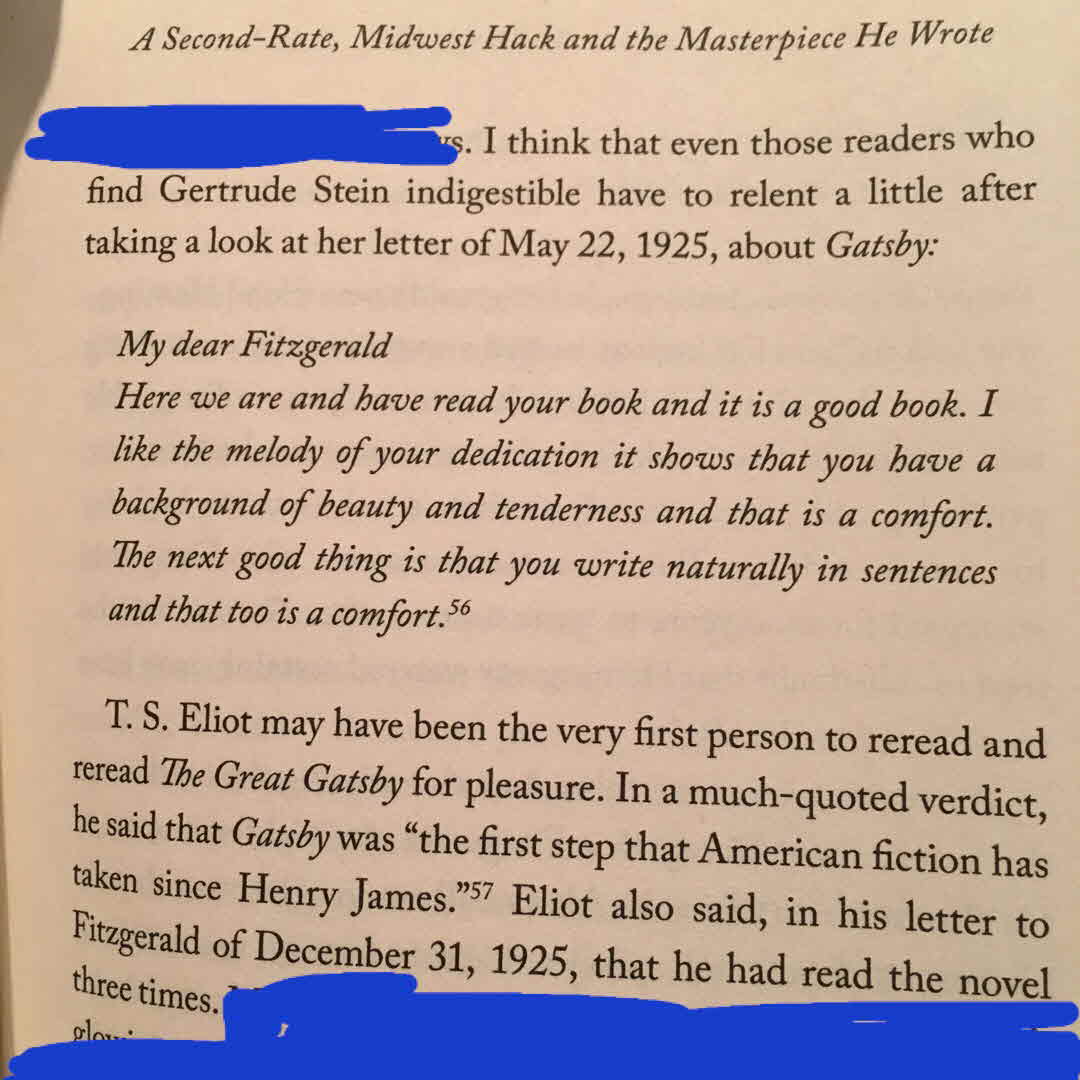 A Second-Rate, Midwest Hack and the Masterpiece He Wrote
I think that even those readers who
find Gertrude Stein indigestible have to relent a little after
taking a look at her letter of May 22, 1925, about Gatsby:
My dear Fitzgerald
Here we are and have read your book and it is a good book. I
like the melody of your dedication it shows that you have a
background of beauty and tenderness and that is a comfort.
The next good thing is that you write naturally in sentences
and that too is a comfort.56
T. S. Eliot may have been the very first person to reread and
reread The Great Gatsby for pleasure. In a much-quoted verdict,
he said that Gatsby was “the first step that American fiction has
taken since Henry James.”57 Eliot also said, in his letter to
Fitzgerald of December 31, 1925, that he had read the novel
three times.